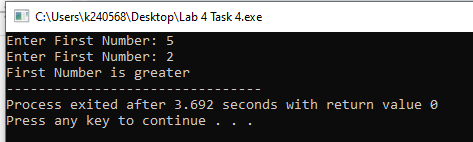 C:\Users\k240568\Desktop\Lab 4 Task 4.exe
Enter First Number: 5
Enter First Number: 2
First Number is greater
--------------------------------
Process exited after 3.692 seconds with return value 0
Press any key to continue . . .